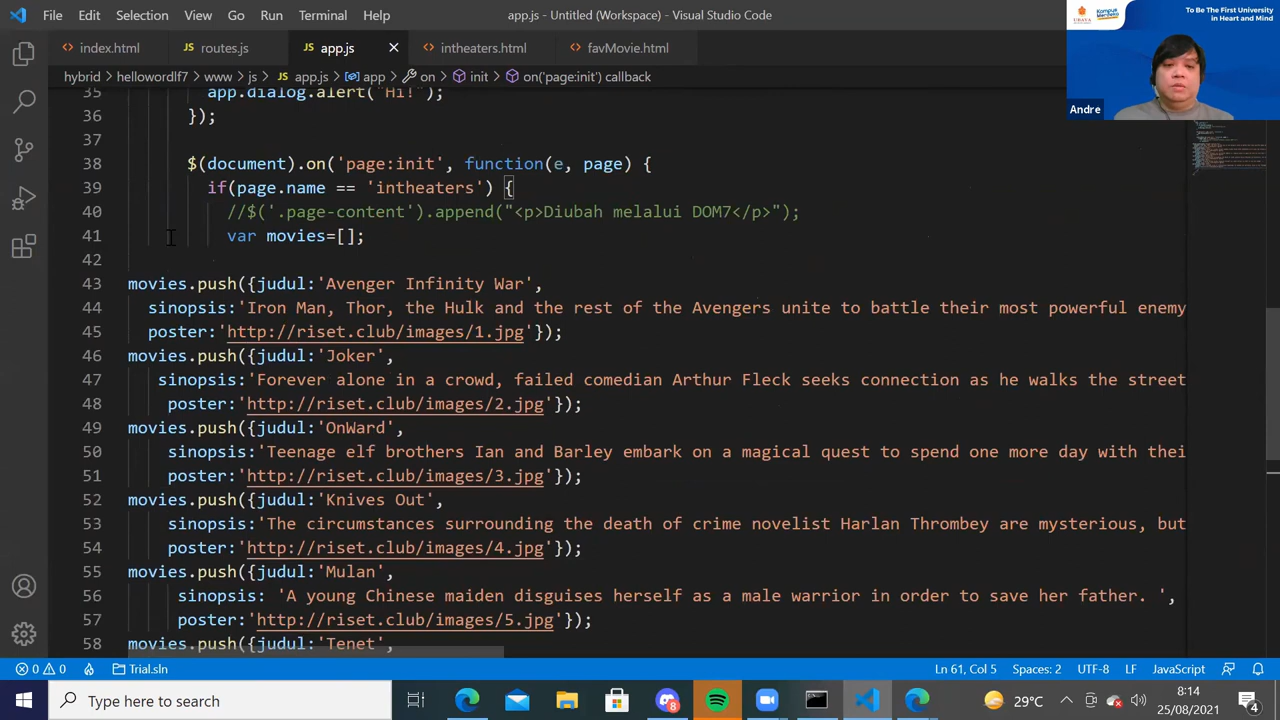 File Edit Selection View Go Run Terminal Help
app.js - Untitled (Workspace) - Visual Studio Code
UBAYA
Kampus Merdeka
To Be The First University
in Heart and Mind
Andre
index.html routes.js app.js intheaters.html favMovie.html
hybrid > hellowordlf7 > www > js > app.js > app > on > init > on('page:init') callback
35 app.dialog.alert("Hi!");
36 });
37
38 $(document).on('page:init', function page) {
39 if(page.name == 'intheaters') {
40 //$('.page-content').append("<p>Diubah melalui DOM7</p>");
41 var movies=[];
42
43 movies.push({judul:'Avenger Infinity War',
44 sinopsis:'Iron Man, Thor, the Hulk and the rest of the Avengers unite to battle their most powerful enemy
45 poster:'http://riset.club/images/1.jpg'});
46 movies.push({judul:'Joker',
47 sinopsis:'Forever alone in a crowd, failed comedian Arthur Fleck seeks connection as he walks the street
48 poster:'http://riset.club/images/2.jpg'});
49 movies.push({judul:'OnWard',
50 sinopsis:'Teenage elf brothers Ian and Barley embark on a magical quest to spend one more day with thei
51 poster:'http://riset.club/images/3.jpg'});
52 movies.push({judul:'Knives Out',
53 sinopsis:'The circumstances surrounding the death of crime novelist Harlan Thrombey are mysterious, but
54 poster:'http://riset.club/images/4.jpg'});
55 movies.push({judul:'Mulan',
56 sinopsis: 'A young Chinese maiden disguises herself as a male warrior in order to save her father. ',
57 poster:'http://riset.club/images/5.jpg'});
58 movies.push({judul:'Tenet',
0 0 Trial.sln Ln 61, Col 5 Spaces: 2 UTF-8 LF JavaScript
Type here to search
8
29°C
8:14
25/08/2021
4